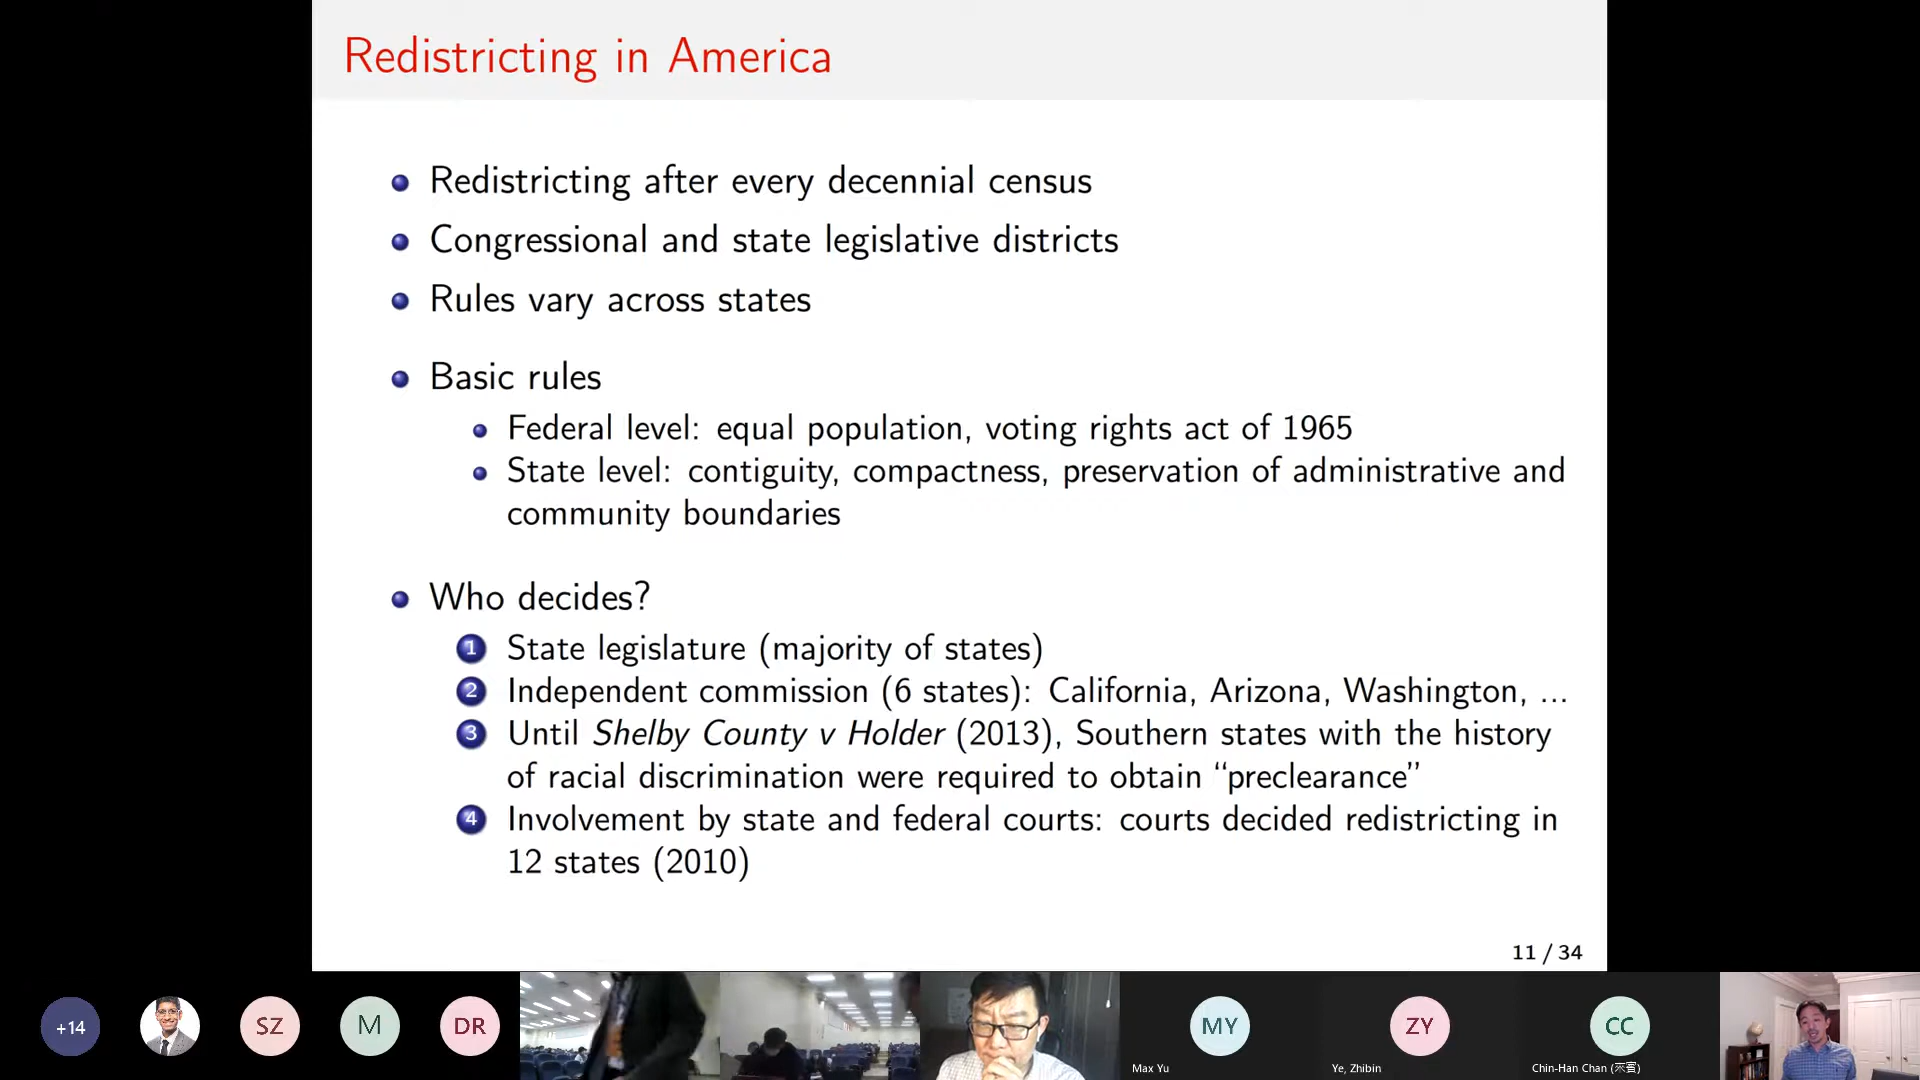 Redistricting in America
Redistricting after every decennial census
Congressional and state legislative districts
Rules vary across states
Basic rules
Federal level: equal population, voting rights act of 1965
State level: contiguity, compactness, preservation of administrative and
community boundaries
Who decides?
1 State legislature (majority of states)
2 Independent commission (6 states): California, Arizona, Washington, ...
3 Until Shelby County v Holder (2013), Southern states with the history
of racial discrimination were required to obtain “preclearance”
4 Involvement by state and federal courts: courts decided redistricting in
12 states (2010)
11 / 34
+14
SZ
M
DR
MY
ZY
CC
Max Yu
Ye, Zhibin
Chin-Han Chan